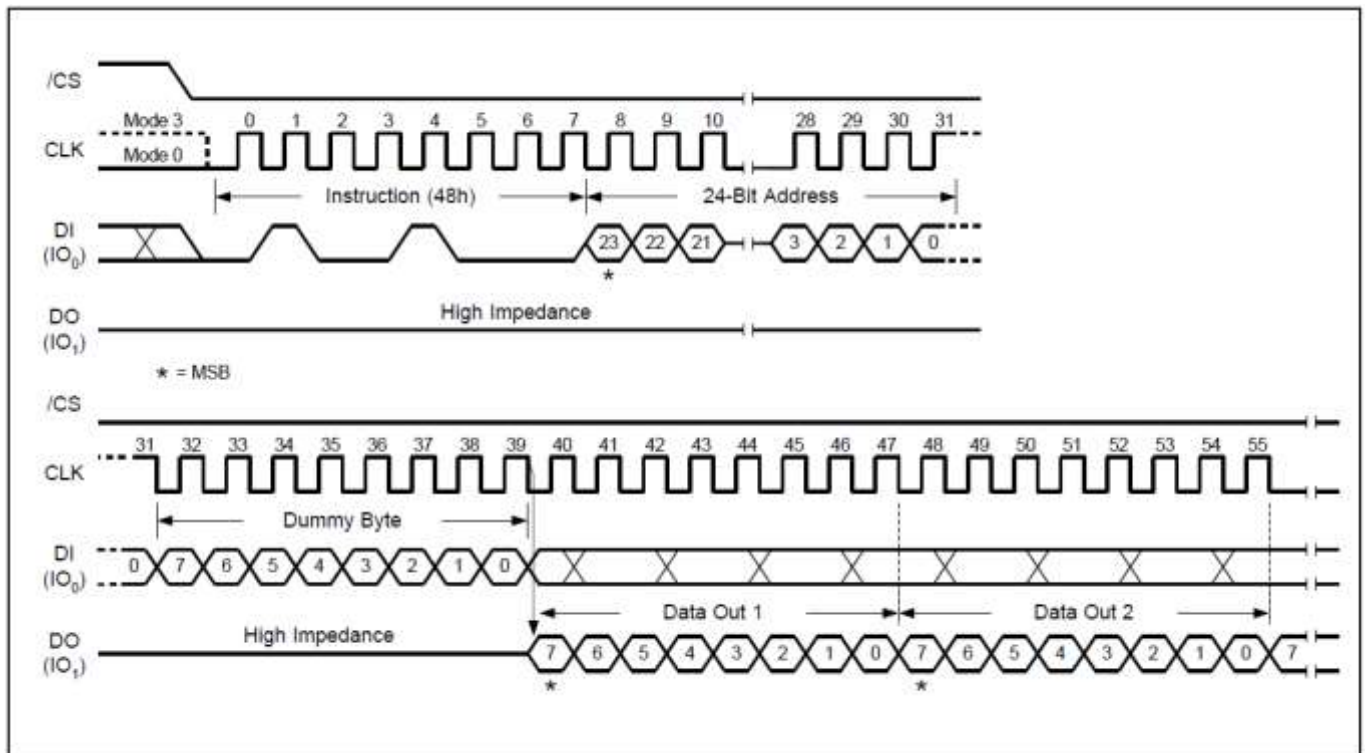 /CS
Mode 3 0 1 2 3 4 5 6 7 8 9 10 28 29 30 31
CLK
Mode 0
Instruction (48h) 24-Bit Address
DI
(IO₀) 23 22 21 3 2 1 0
*
DO High Impedance
(IO₁)
* = MSB
/CS
31 32 33 34 35 36 37 38 39 40 41 42 43 44 45 46 47 48 49 50 51 52 53 54 55
CLK
Dummy Byte
DI
(IO₀) 0 7 6 5 4 3 2 1 0
Data Out 1 Data Out 2
DO High Impedance
(IO₁) 7 6 5 4 3 2 1 0 7 6 5 4 3 2 1 0 7
* *